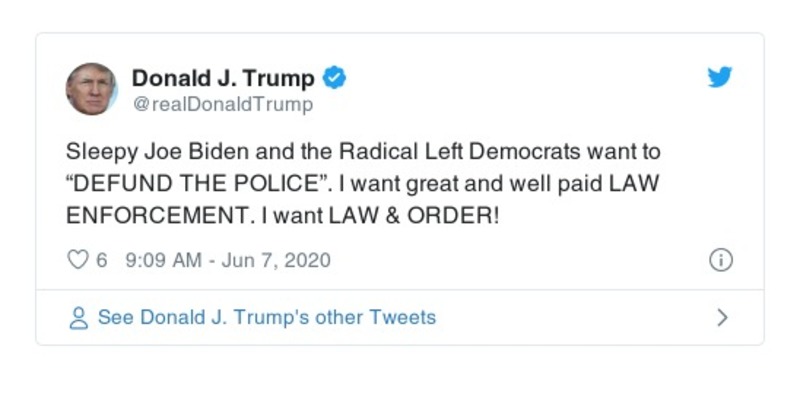 Donald J. Trump
@realDonaldTrump
Sleepy Joe Biden and the Radical Left Democrats want to
“DEFUND THE POLICE”. I want great and well paid LAW
ENFORCEMENT. I want LAW & ORDER!
6 9:09 AM - Jun 7, 2020
See Donald J. Trump's other Tweets